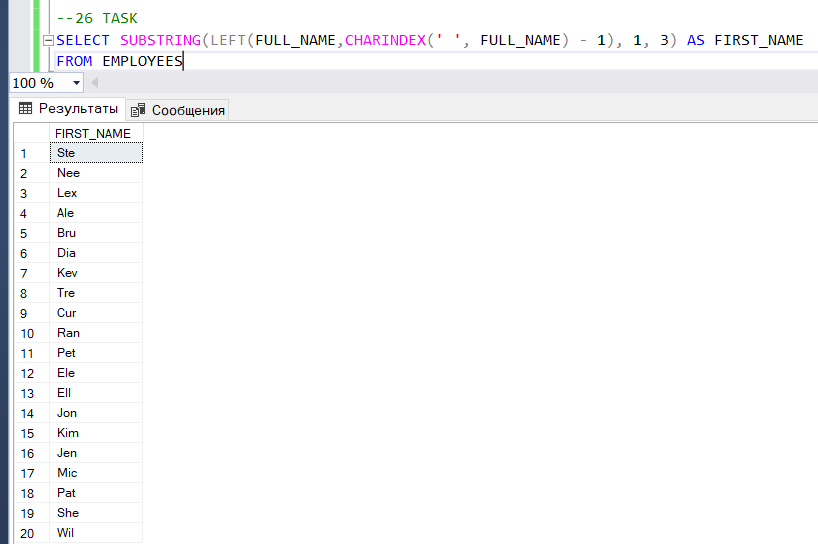 --26 TASK
SELECT SUBSTRING(LEFT(FULL_NAME,CHARINDEX(' ', FULL_NAME) - 1), 1, 3) AS FIRST_NAME
FROM EMPLOYEES
100 %
Результаты Сообщения
FIRST_NAME
1 Ste
2 Nee
3 Lex
4 Ale
5 Bru
6 Dia
7 Kev
8 Tre
9 Cur
10 Ran
11 Pet
12 Ele
13 Ell
14 Jon
15 Kim
16 Jen
17 Mic
18 Pat
19 She
20 Wil